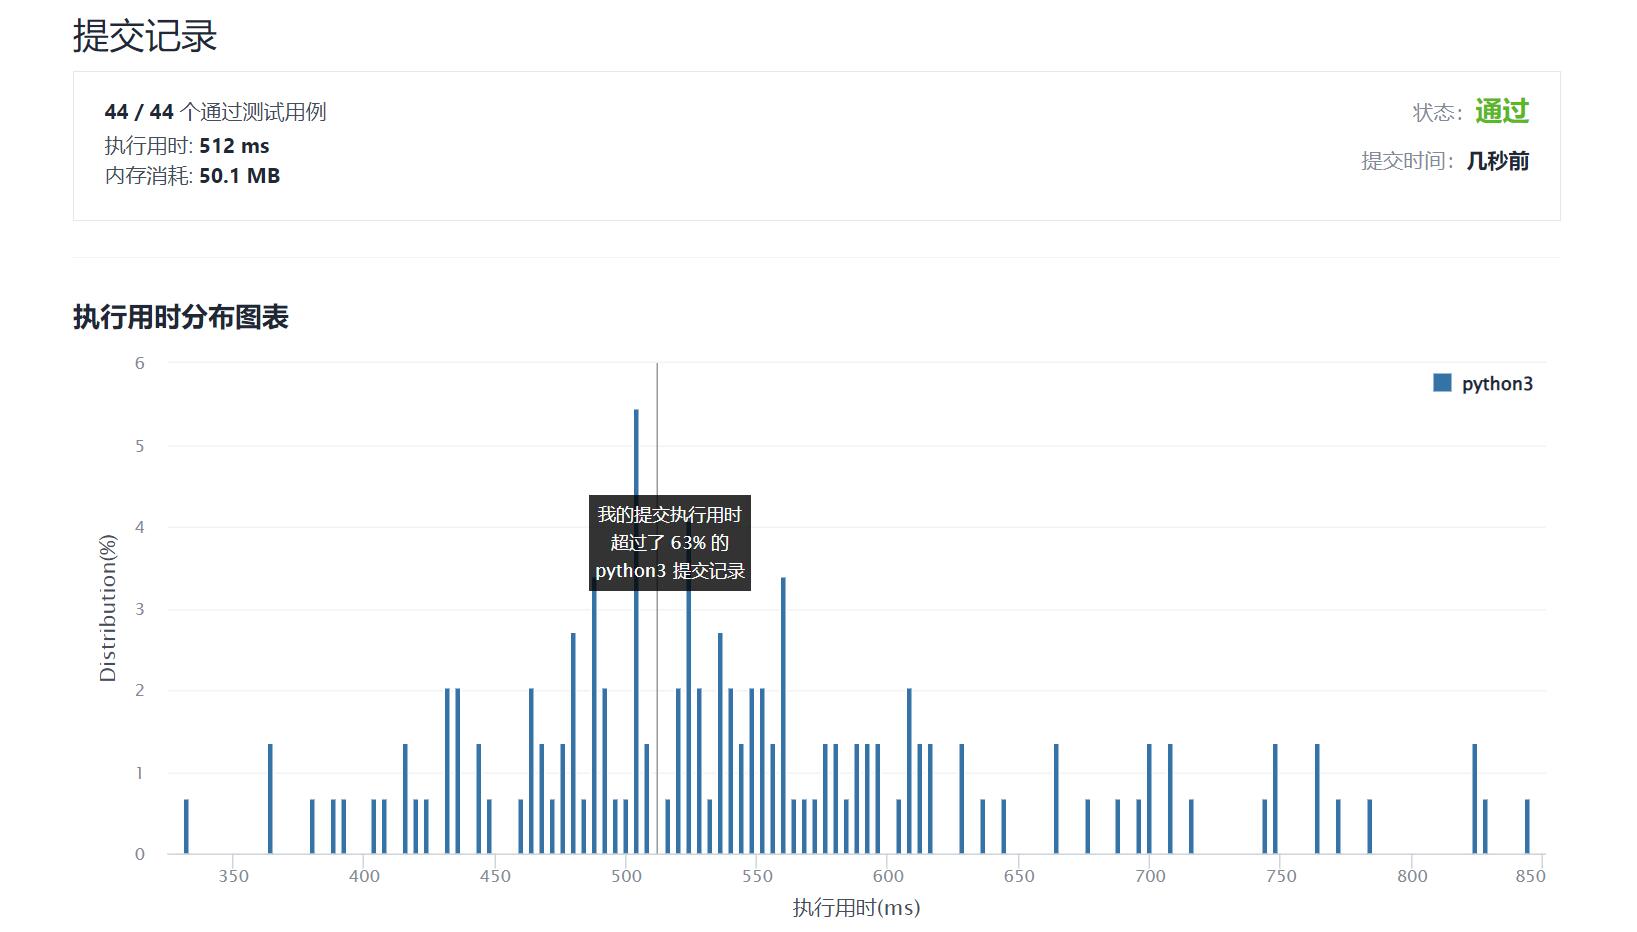 提交记录
44 / 44 个通过测试用例
状态：通过
执行用时: 512 ms
提交时间：几秒前
内存消耗: 50.1 MB
执行用时分布图表
6
python3
5
4
3
2
1
0
Distribution(%)
我的提交执行用时
超过了 63% 的
python3 提交记录
350 400 450 500 550 600 650 700 750 800 850
执行用时(ms)